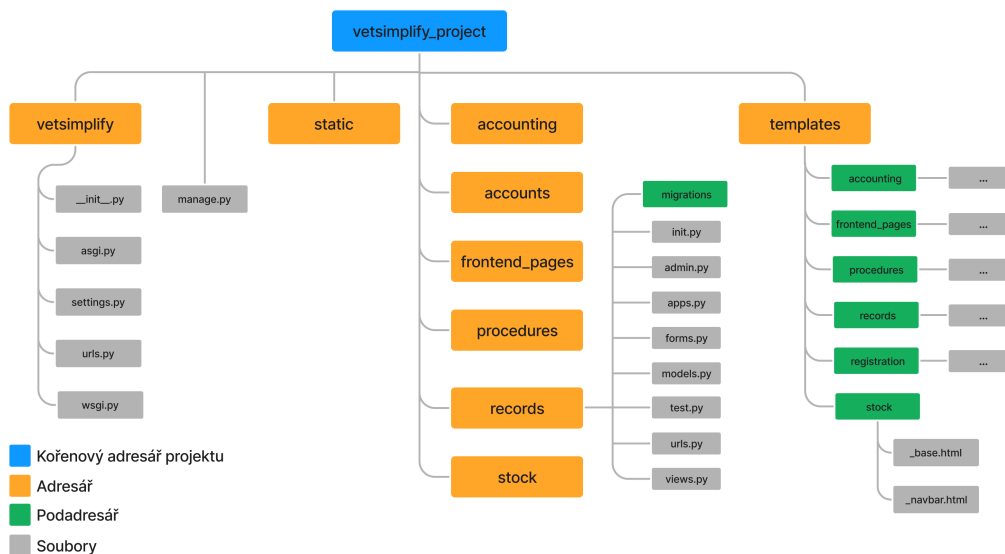 vetsimplify_project
vetsimplify
static
accounting
templates
__init__.py
manage.py
asgi.py
settings.py
urls.py
wsgi.py
accounts
frontend_pages
procedures
records
stock
migrations
init.py
admin.py
apps.py
forms.py
models.py
test.py
urls.py
views.py
accounting
...
frontend_pages
...
procedures
...
records
...
registration
...
stock
_base.html
_navbar.html
Kořenový adresář projektu
Adresář
Podadresář
Soubory